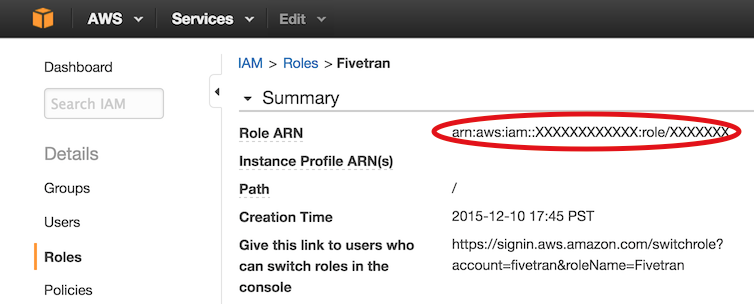 AWS Services Edit
Dashboard
Search IAM
Details
Groups
Users
Roles
Policies
IAM > Roles > Fivetran
Summary
Role ARN arn:aws:iam::XXXXXXXXXXXX:role/XXXXXXX
Instance Profile ARN(s)
Path /
Creation Time 2015-12-10 17:45 PST
Give this link to users who https://signin.aws.amazon.com/switchrole?
can switch roles in the account=fivetran&roleName=Fivetran
console